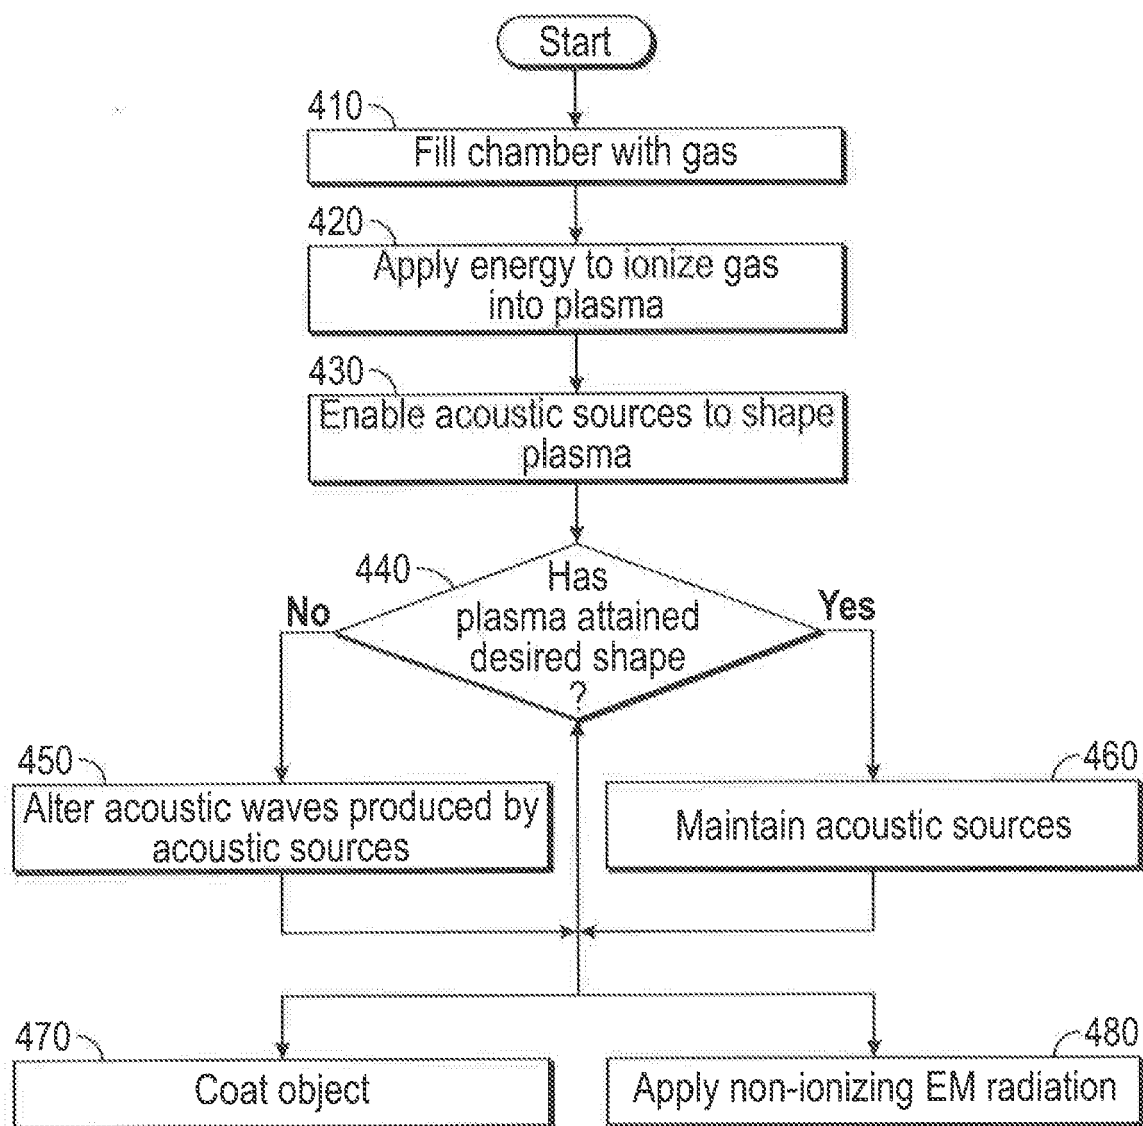 Start
410
Fill chamber with gas
420
Apply energy to ionize gas
into plasma
430
Enable acoustic sources to shape
plasma
440
Has
plasma attained
desired shape
?
No
Yes
450
Alter acoustic waves produced by
acoustic sources
460
Maintain acoustic sources
470
Coat object
480
Apply non-ionizing EM radiation